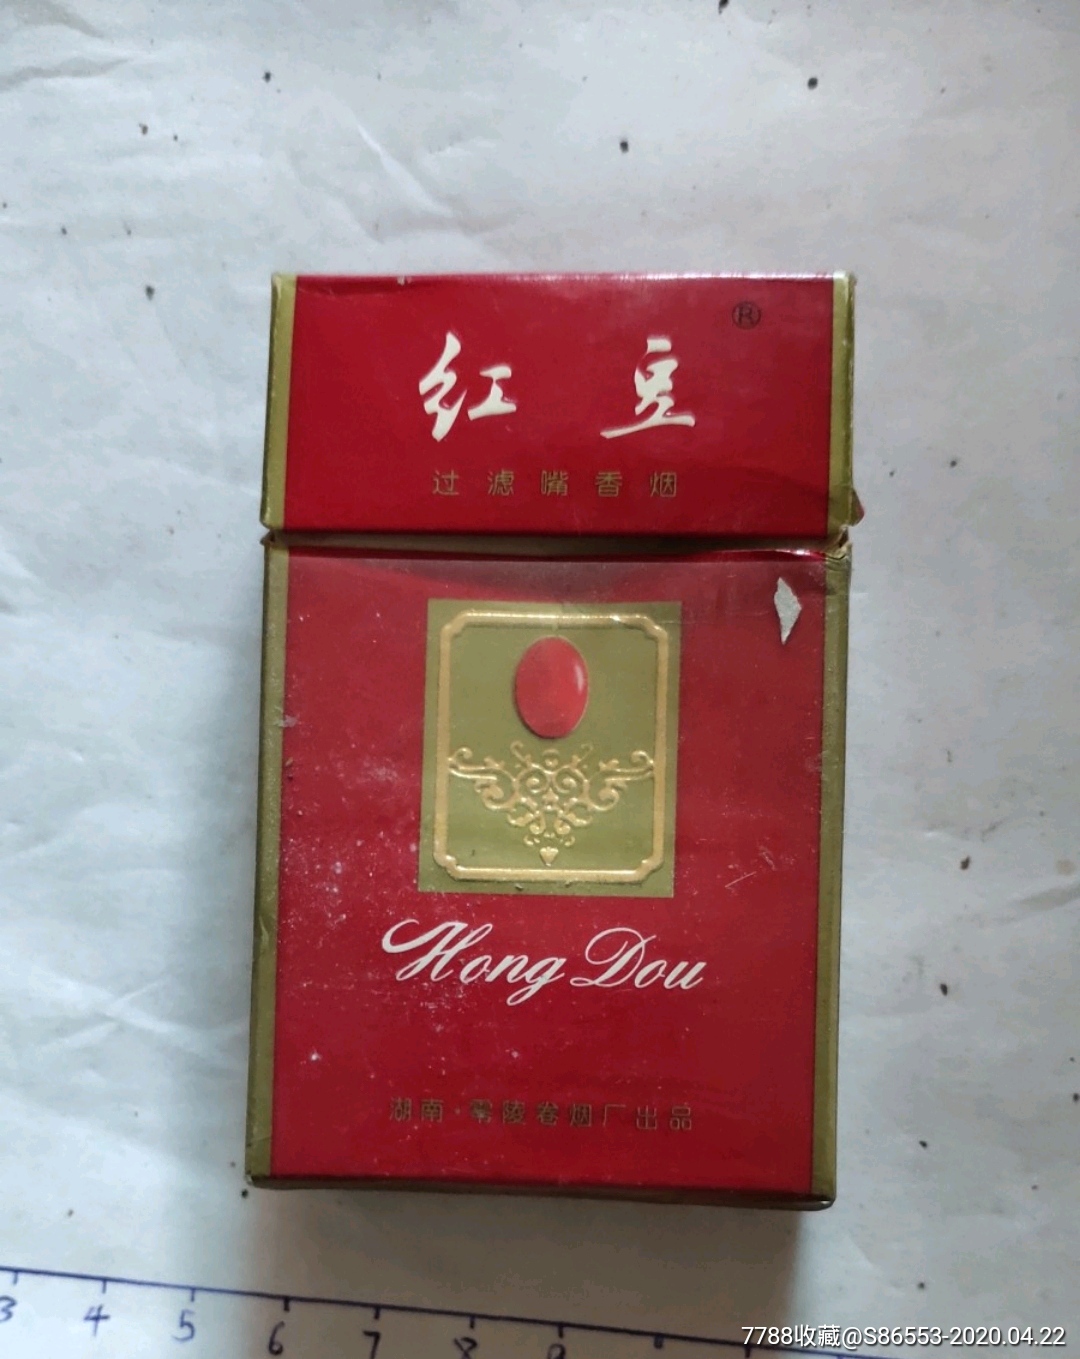 ®
红豆
过滤嘴香烟
Hong Dou
湖南·零陵卷烟厂出品
3 4 5 6 7 8 9
7788收藏@S86553-2020.04.22